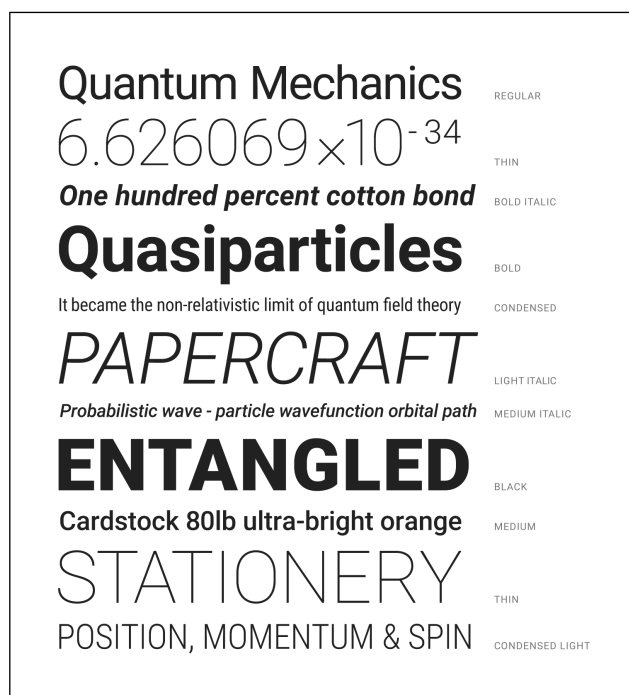 Quantum Mechanics REGULAR
6.626069×10⁻³⁴ THIN
One hundred percent cotton bond BOLD ITALIC
Quasiparticles BOLD
It became the non-relativistic limit of quantum field theory CONDENSED
PAPERCRAFT LIGHT ITALIC
Probabilistic wave - particle wavefunction orbital path MEDIUM ITALIC
ENTANGLED BLACK
Cardstock 80lb ultra-bright orange MEDIUM
STATIONERY THIN
POSITION, MOMENTUM & SPIN CONDENSED LIGHT